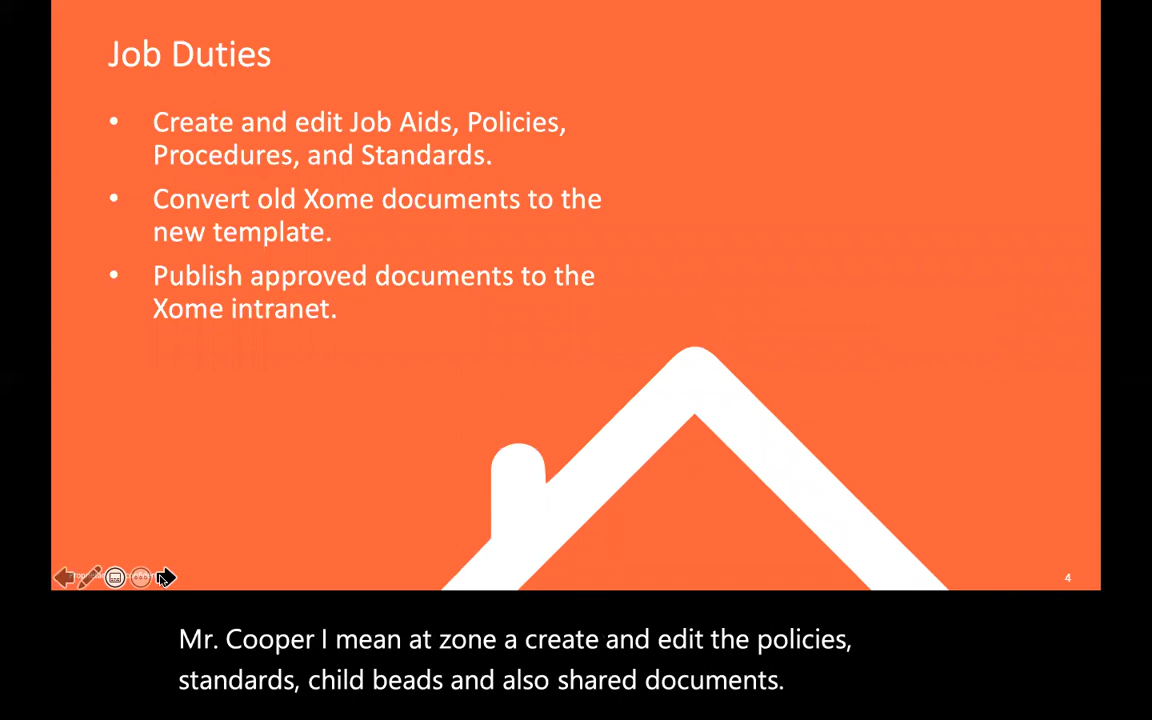 Job Duties
• Create and edit Job Aids, Policies,
Procedures, and Standards.
• Convert old Xome documents to the
new template.
• Publish approved documents to the
Xome intranet.
4
Mr. Cooper I mean at zone a create and edit the policies,
standards, child beads and also shared documents.